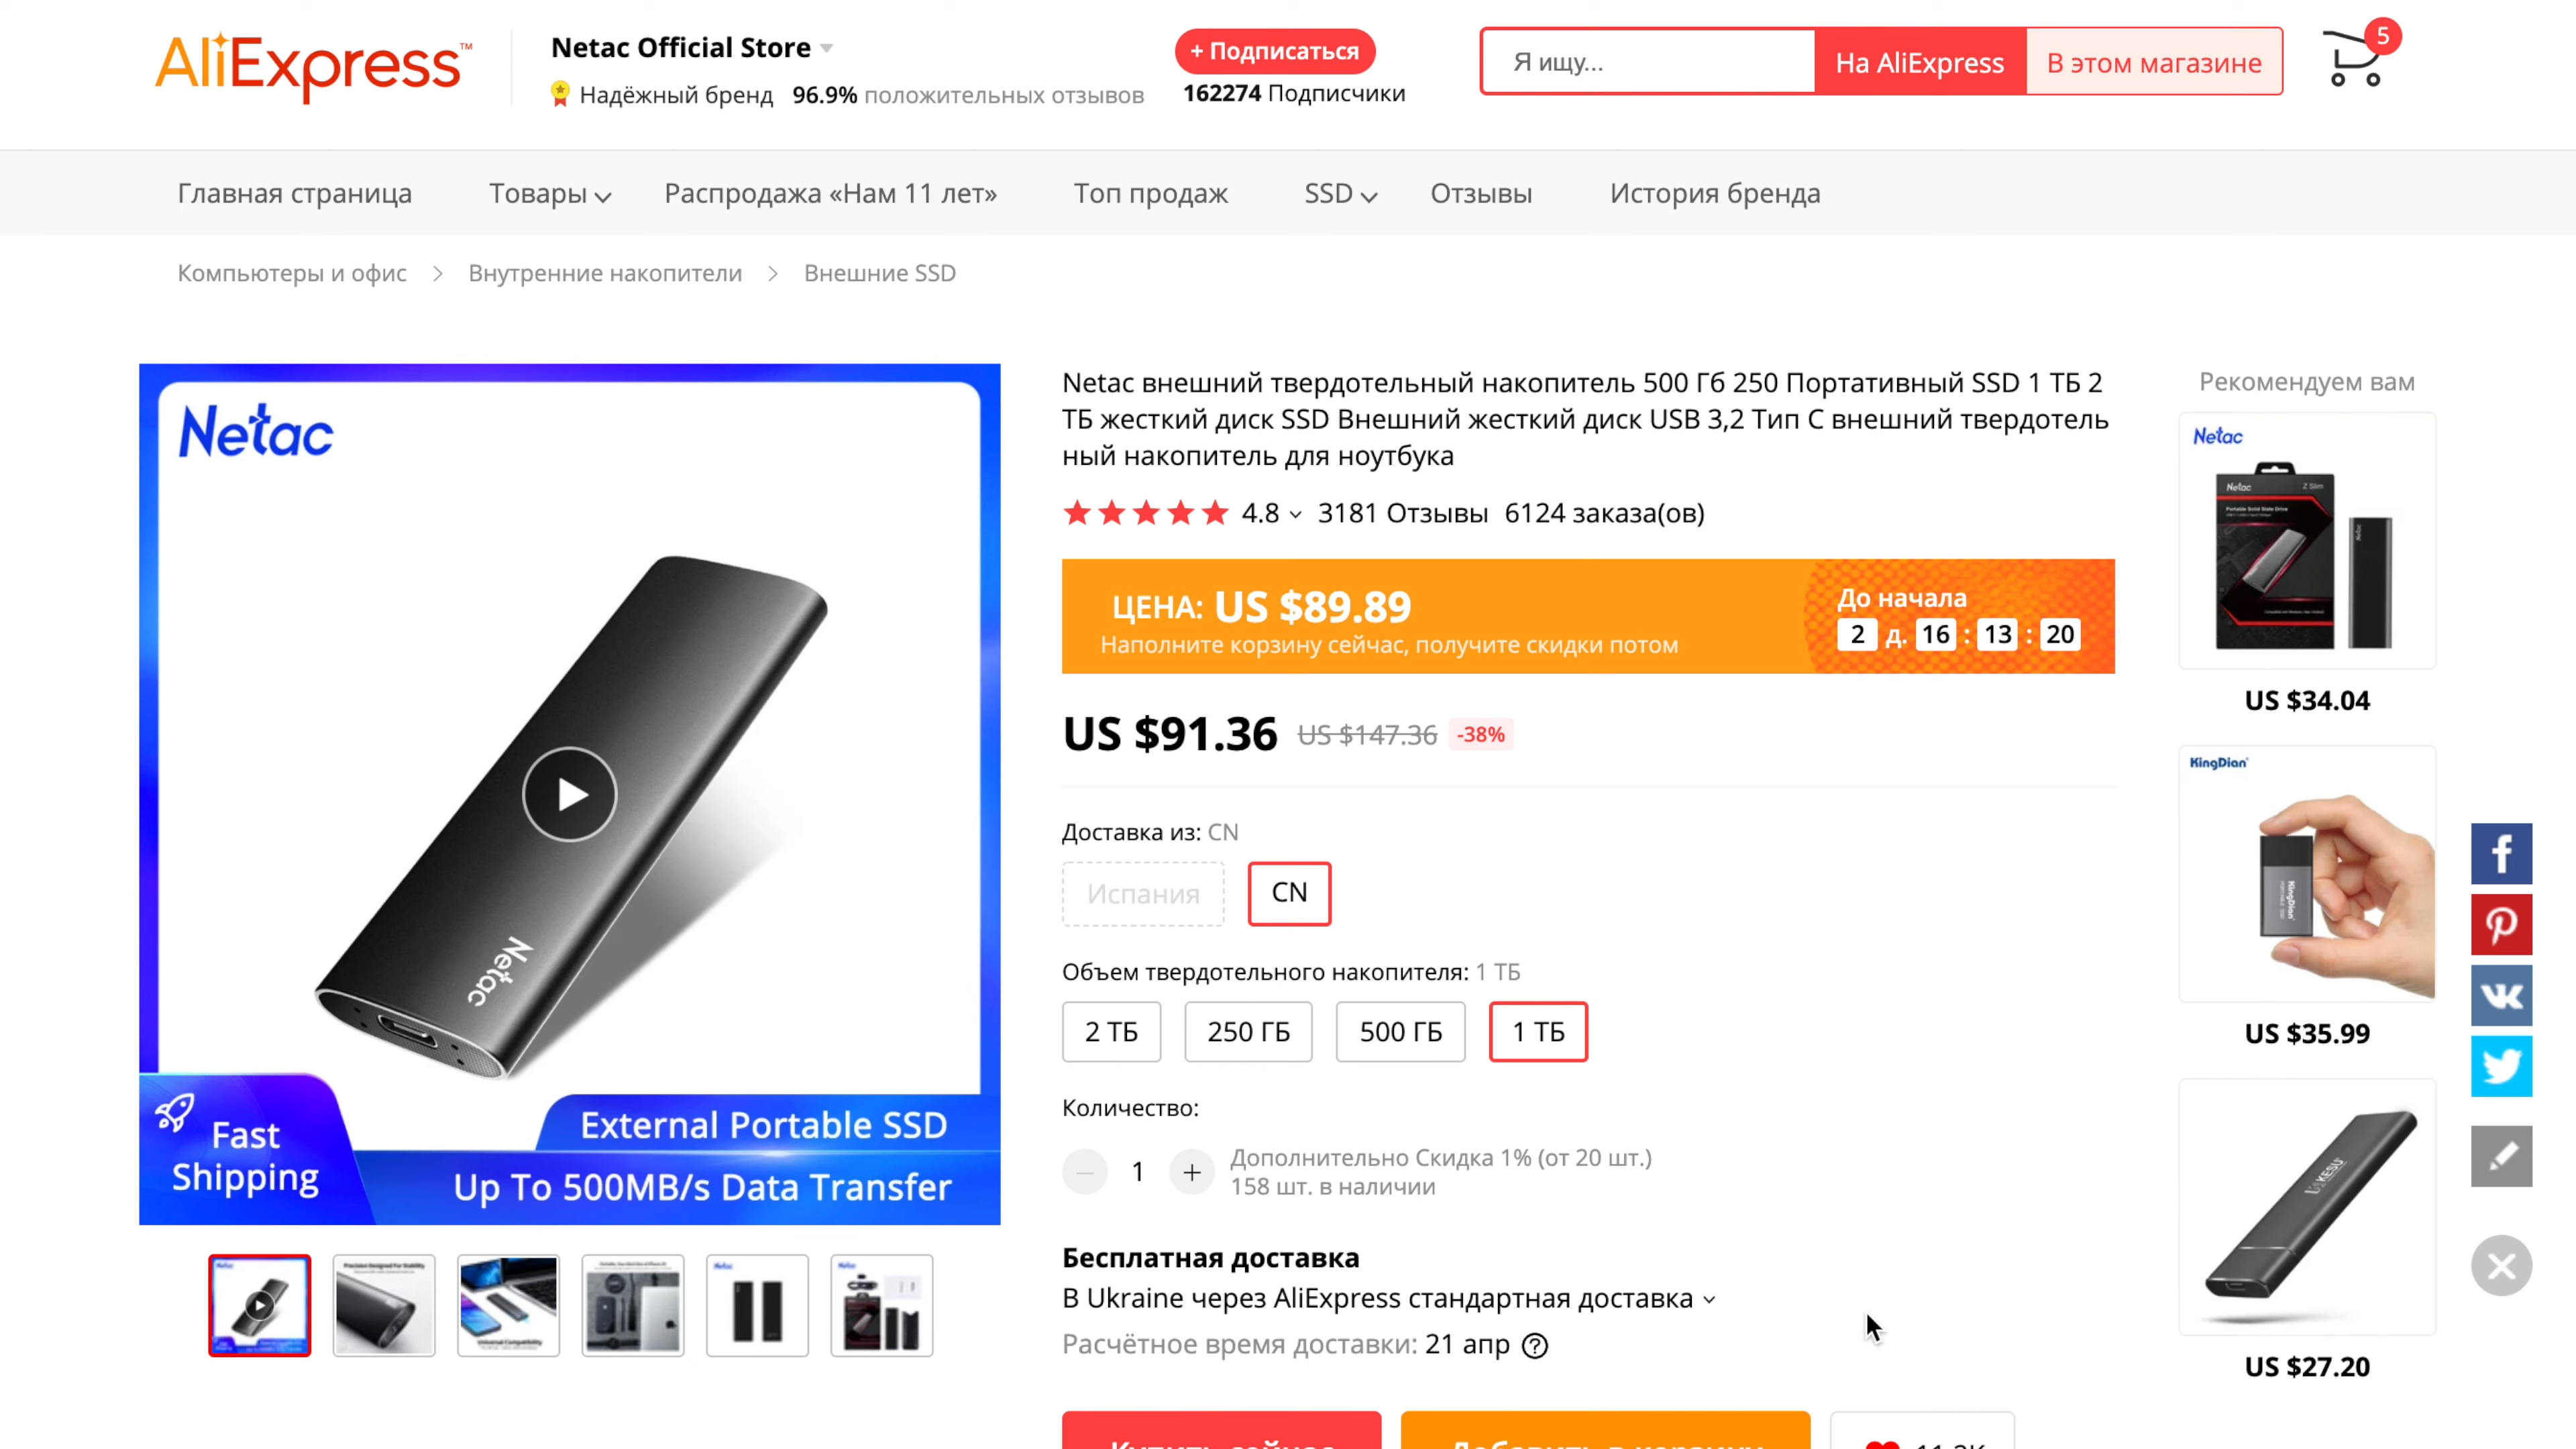 AliExpress™
Netac Official Store
Надёжный бренд 96.9% положительных отзывов
+ Подписаться
162274 Подписчики
Я ищу...
На AliExpress
В этом магазине
5
Главная страница
Товары
Распродажа «Нам 11 лет»
Топ продаж
SSD
Отзывы
История бренда
Компьютеры и офис > Внутренние накопители > Внешние SSD
Netac
Netac
Fast
Shipping
External Portable SSD
Up To 500MB/s Data Transfer
Netac внешний твердотельный накопитель 500 Гб 250 Портативный SSD 1 ТБ 2
ТБ жесткий диск SSD Внешний жесткий диск USB 3,2 Тип C внешний твердотель
ный накопитель для ноутбука
4.8 3181 Отзывы 6124 заказа(ов)
ЦЕНА: US $89.89
Наполните корзину сейчас, получите скидки потом
До начала
2 д. 16 : 13 : 20
US $91.36 US $147.36 -38%
Доставка из: CN
Испания
CN
Объем твердотельного накопителя: 1 ТБ
2 ТБ
250 ГБ
500 ГБ
1 ТБ
Количество:
− 1 +
Дополнительно Скидка 1% (от 20 шт.)
158 шт. в наличии
Бесплатная доставка
В Ukraine через AliExpress стандартная доставка
Расчётное время доставки: 21 апр
Рекомендуем вам
Netac
Netac
Z Slim
Portable Solid State Drive
US $34.04
KingDian
KingDian
US $35.99
KESU
US $27.20